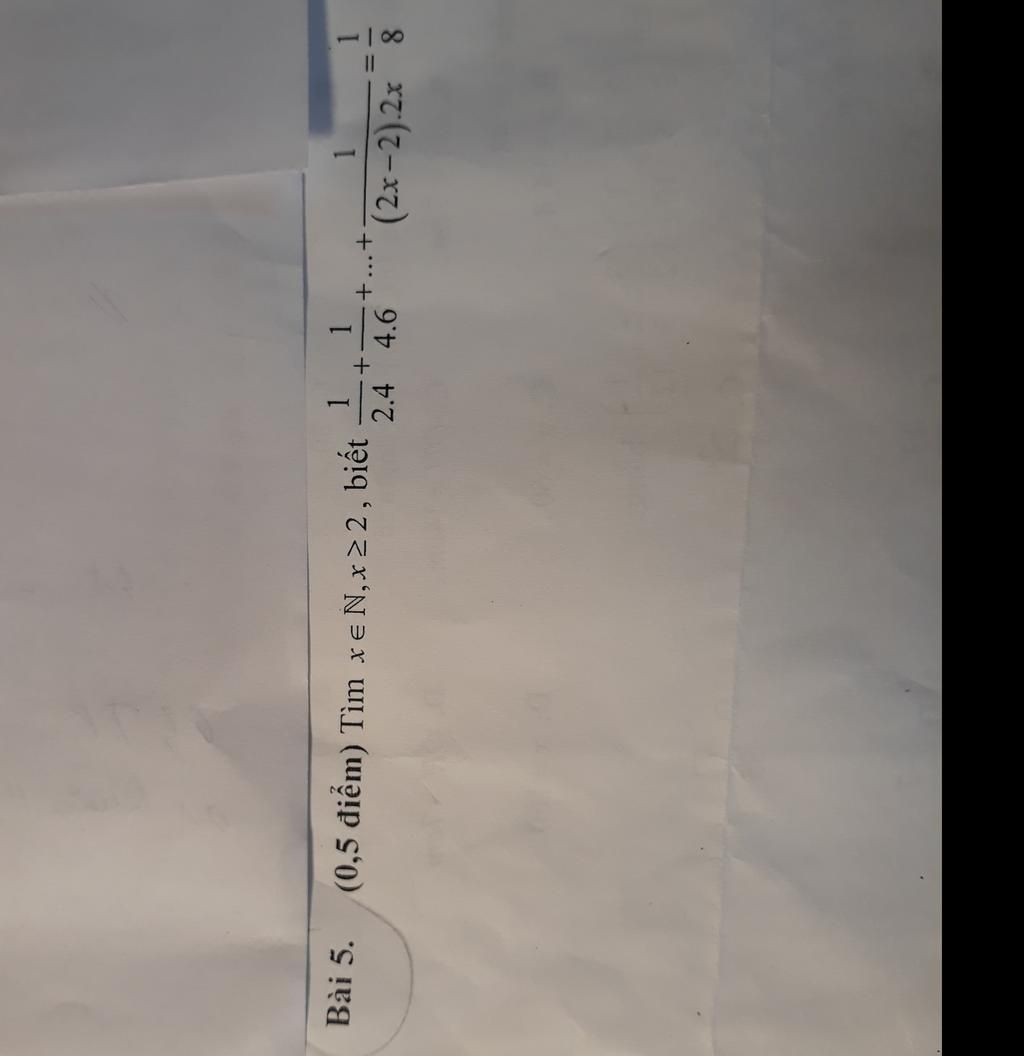 Bài 5. (0,5 điểm) Tìm x ∈ ℕ, x ≥ 2, biết 1/2.4 + 1/4.6 + ... + 1/(2x−2).2x = 1/8